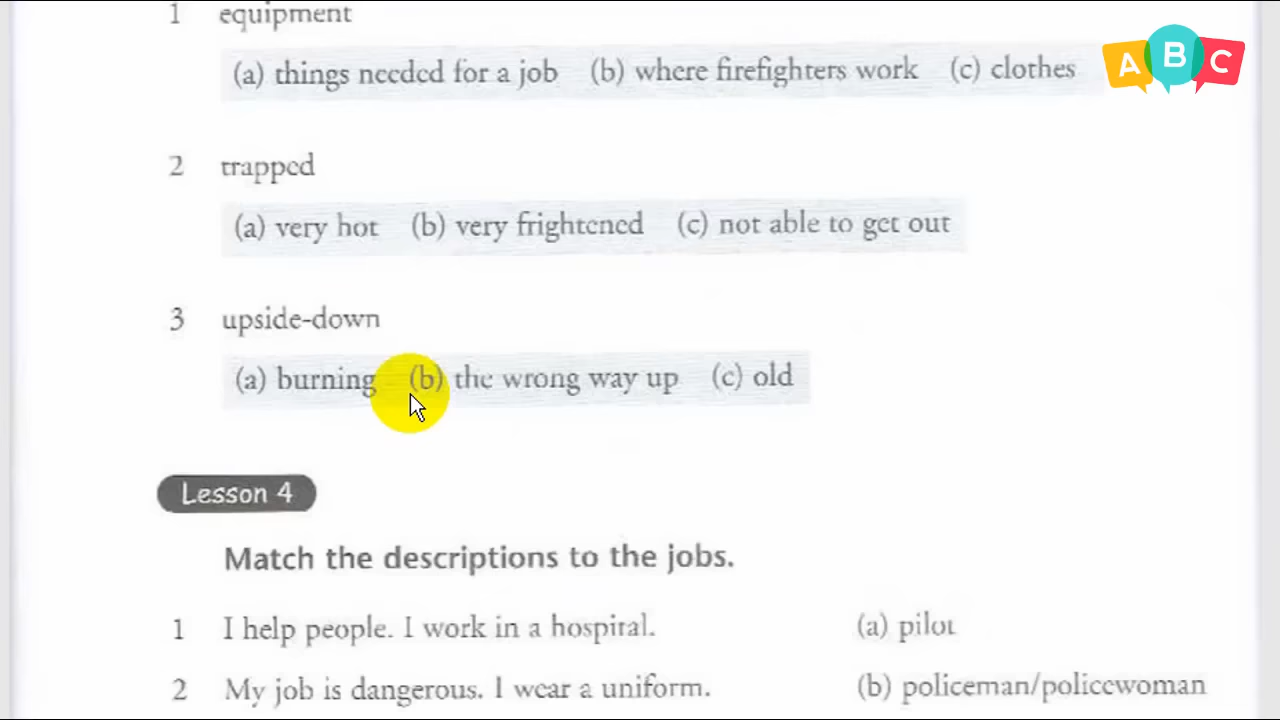 1 equipment
(a) things needed for a job (b) where firefighters work (c) clothes
A B C
2 trapped
(a) very hot (b) very frightened (c) not able to get out
3 upside-down
(a) burning (b) the wrong way up (c) old
Lesson 4
Match the descriptions to the jobs.
1 I help people. I work in a hospital. (a) pilot
2 My job is dangerous. I wear a uniform. (b) policeman/policewoman